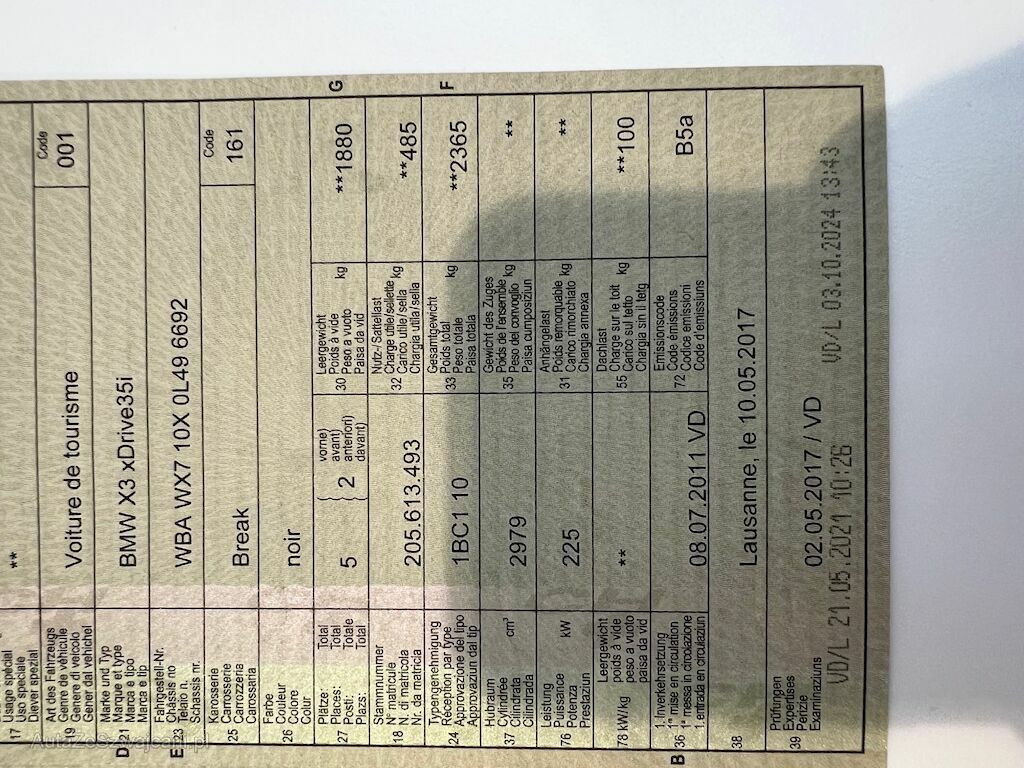 Usage spécial
17 Uso speciale **
Diever spezial
Art des Fahrzeugs
Genre de véhicule
19 Genere di veicolo Voiture de tourisme
Gener dal vehichel
Code
001
Marke und Typ
Marque et type
D 21 Marca e tipo BMW X3 xDrive35i
Marca e tip
Fahrgestell-Nr.
Châssis no
E 23 Telaio n. WBA WX7 10X 0L49 6692
Schassis nr.
Karosserie
Carrosserie
25 Carrozzeria Break
Carossaria
Code
161
Farbe
Couleur
26 Colore noir
Colur
Plätze: Total
Places: Total
27 Posti: Totale 5 2
Plazs: Total
vorne)
avant)
anteriori)
davant)
Leergewicht
Poids à vide
30 Peso a vuoto kg **1880 G
Paisa da vid
Stammnummer
N° matricule
18 N. di matricola 205.613.493
Nr. da matricla
Nutz-/Sattellast
Charge utile/sellette
32 Carico utile/sella kg **485
Chargia utila/sella
Typengenehmigung
Réception par type
24 Approvazione del tipo 1BC1 10
Approvaziun dal tip
Gesamtgewicht
Poids total
33 Peso totale kg **2365 F
Paisa totala
Hubraum
Cylindrée
37 Cilindrata cm³ 2979
Cilindrada
Gewicht des Zuges
Poids de l'ensemble
35 Peso del convoglio kg **
Paisa cumposiziun
Leistung
Puissance
76 Potenza kW 225
Prestaziun
Anhängelast
Poids remorquable
31 Carico rimorchiato kg **
Chargia annexa
Leergewicht
poids à vide
78 kW/kg peso a vuoto **
paisa da vid
Dachlast
Charge sur le toit
55 Carico sul tetto kg **100
Chargia sin il tetg
1. Inverkehrsetzung
1re mise en circulation
B 36 1a messa in circolazione 08.07.2011 VD
1. entrada en circulaziun
Emissionscode
Code émissions
72 Codice emissioni B5a
Code d'emissiuns
38 Lausanne, le 10.05.2017
Prüfungen
Expertises
39 Perizie 02.05.2017 / VD
Examinaziuns
VD/L 21.05.2021 10:26 VD/L 03.10.2024 13:43